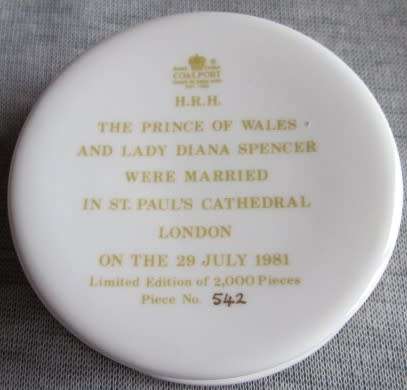 COALPORT
H.R.H.
THE PRINCE OF WALES
AND LADY DIANA SPENCER
WERE MARRIED
IN ST. PAUL'S CATHEDRAL
LONDON
ON THE 29 JULY 1981
Limited Edition of 2,000 Pieces
Piece No. 542